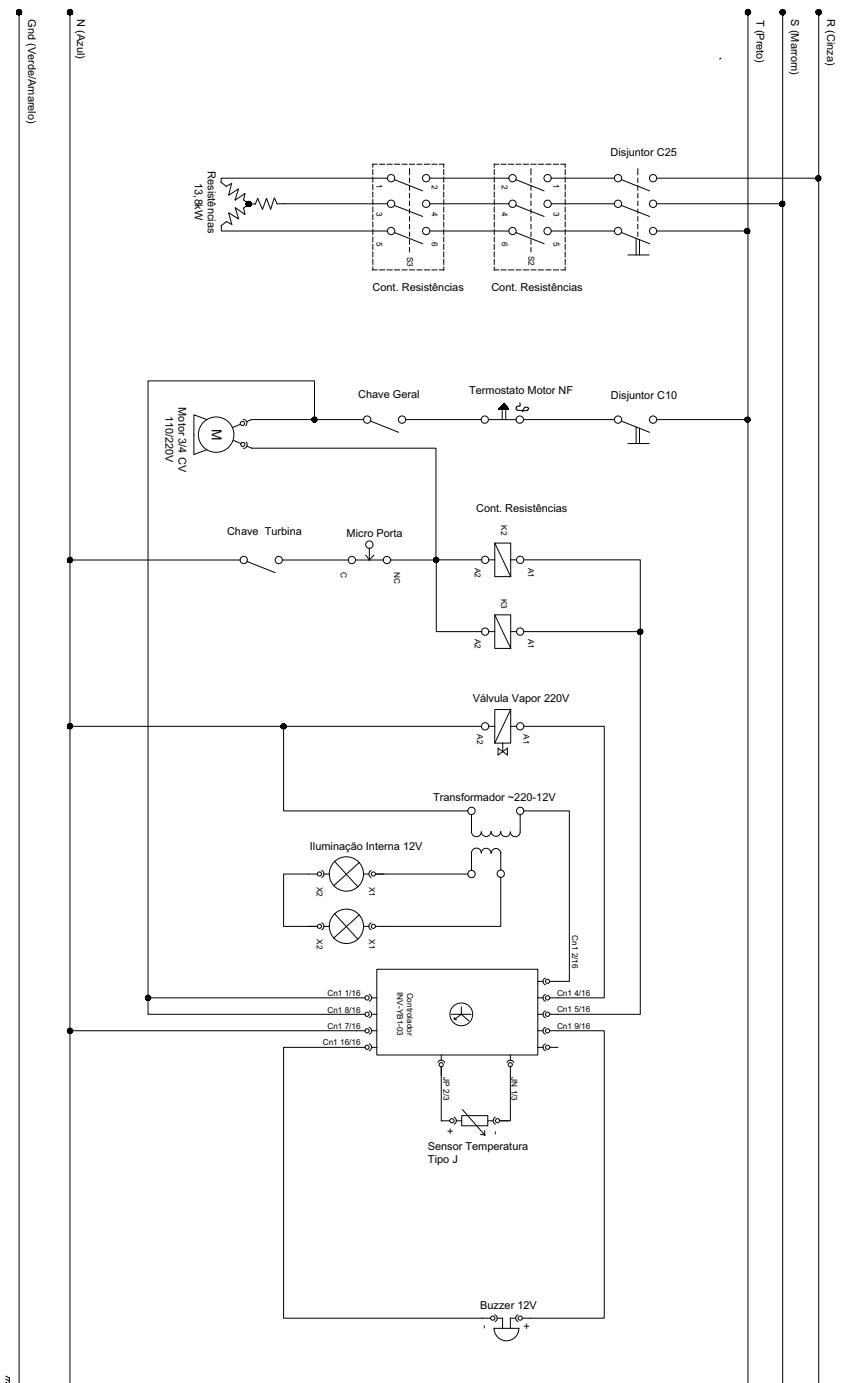 Gnd (Verde/Amarelo)
N (Azul)
T (Preto)
S (Marrom)
R (Cinza)
Disjuntor C25
1
2
2
1
3
4
4
3
5
6
6
5
S3
S2
Resistências
13,8kW
Cont. Resistências
Cont. Resistências
Chave Geral
Termostato Motor NF
Disjuntor C10
M
Motor 3/4 CV
110/220V
Cont. Resistências
Chave Turbina
Micro Porta
C
NC
K2
A2
A1
K3
A2
A1
Válvula Vapor 220V
A2
A1
Transformador ~220-12V
Iluminação Interna 12V
X2
X1
X2
X1
Cn1 2/16
Cn1 1/16
Cn1 8/16
Cn1 7/16
Cn1 16/16
Controlador
INV-YB1-03
Cn1 4/16
Cn1 5/16
Cn1 9/16
JP 2/3
JN 1/3
+
-
Sensor Temperatura
Tipo J
Buzzer 12V
-
+